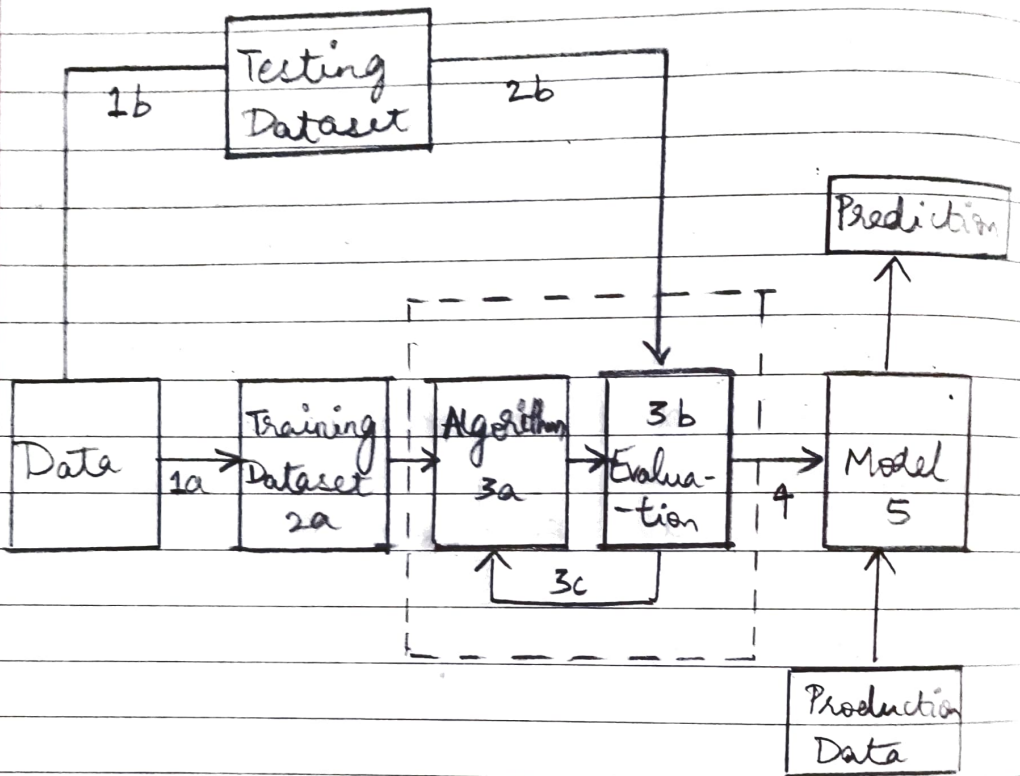 Testing
Dataset
1b
2b
Prediction
Data
1a
Training
Dataset
2a
Algorithm
3a
3b
Evalua-
-tion
3c
4
Model
5
Production
Data